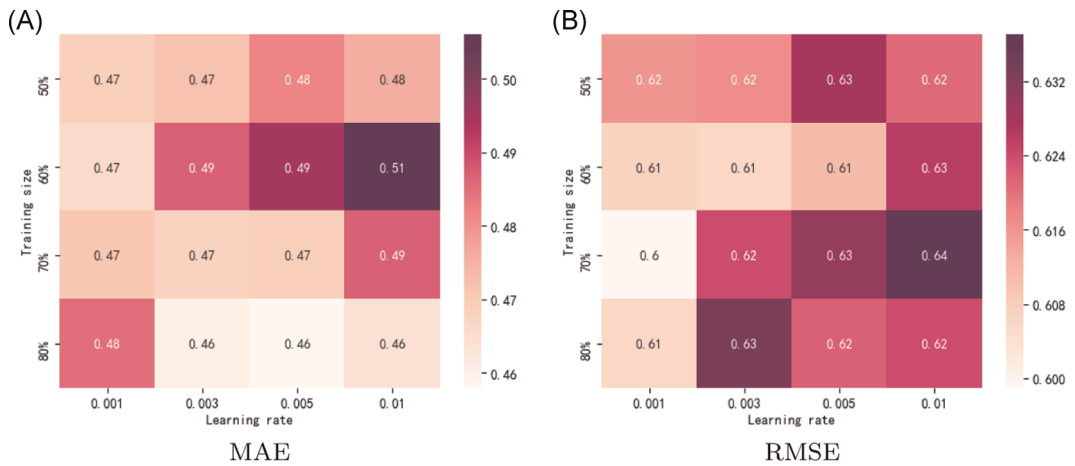 (A)
50%
0.47 0.47 0.48 0.48
60%
0.47 0.49 0.49 0.51
70%
0.47 0.47 0.47 0.49
80%
0.48 0.46 0.46 0.46
Training size
0.001 0.003 0.005 0.01
Learning rate
0.50
0.49
0.48
0.47
0.46
MAE
(B)
50%
0.62 0.62 0.63 0.62
60%
0.61 0.61 0.61 0.63
70%
0.6 0.62 0.63 0.64
80%
0.61 0.63 0.62 0.62
Training size
0.001 0.003 0.005 0.01
Learning rate
0.632
0.624
0.616
0.608
0.600
RMSE